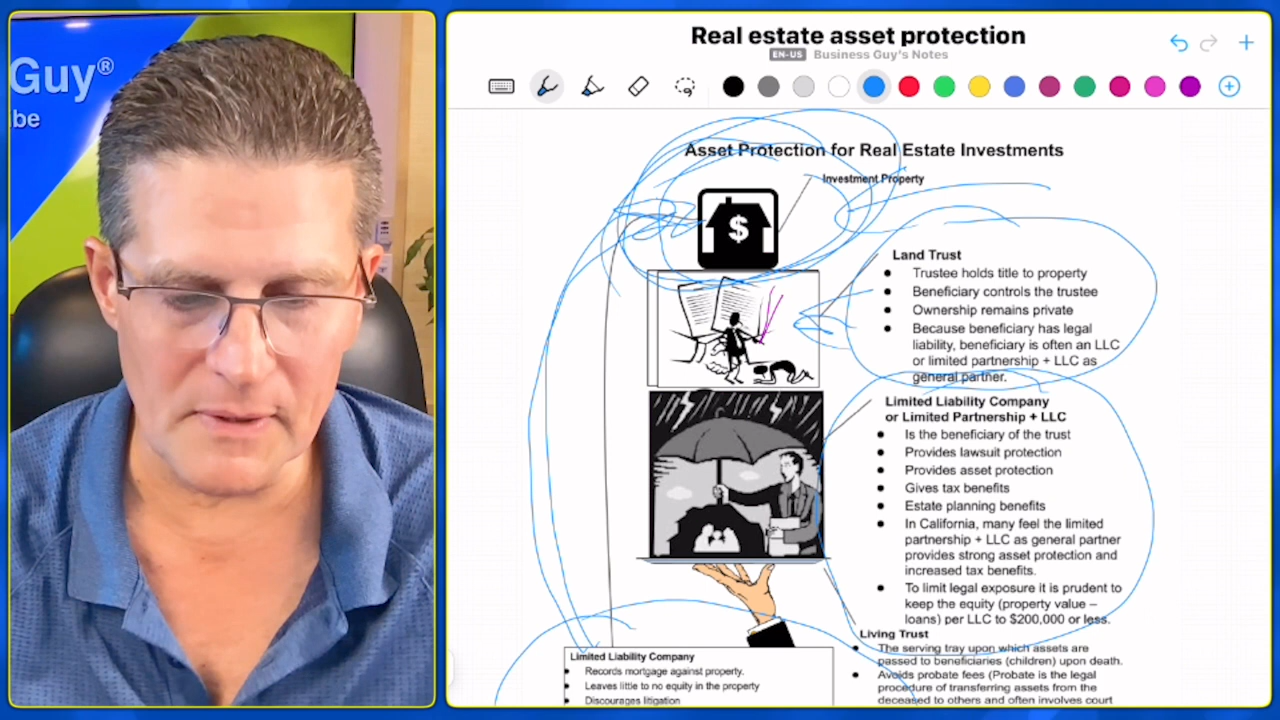 Guy®
be
Real estate asset protection
EN-US Business Guy's Notes
Asset Protection for Real Estate Investments
Investment Property
$
Land Trust
● Trustee holds title to property
● Beneficiary controls the trustee
● Ownership remains private
● Because beneficiary has legal
liability, beneficiary is often an LLC
or limited partnership + LLC as
general partner.
Limited Liability Company
or Limited Partnership + LLC
● Is the beneficiary of the trust
● Provides lawsuit protection
● Provides asset protection
● Gives tax benefits
● Estate planning benefits
● In California, many feel the limited
partnership + LLC as general partner
provides strong asset protection and
increased tax benefits.
● To limit legal exposure it is prudent to
keep the equity (property value –
loans) per LLC to $200,000 or less.
Living Trust
● The serving tray upon which assets are
passed to beneficiaries (children) upon death.
● Avoids probate fees (Probate is the legal
procedure of transferring assets from the
deceased to others and often involves court
Limited Liability Company
● Records mortgage against property.
● Leaves little to no equity in the property
● Discourages litigation